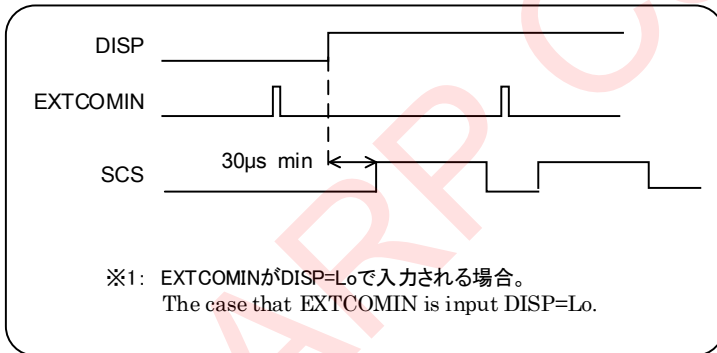 DISP
EXTCOMIN
30µs min
SCS
※1: EXTCOMINがDISP=Loで入力される場合。
The case that EXTCOMIN is input DISP=Lo.
ARP C